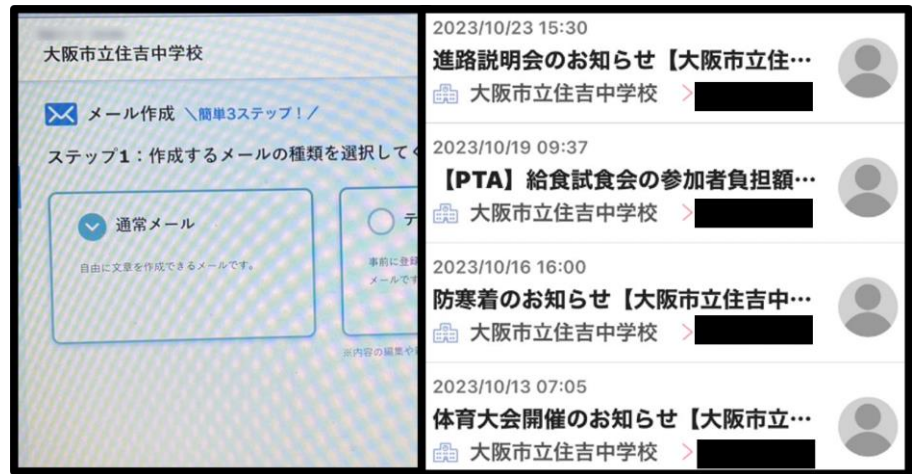 大阪市立住吉中学校
メール作成 \簡単3ステップ!/
ステップ1:作成するメールの種類を選択してく
通常メール
自由に文章を作成できるメールです。
テ
事前に登録
メールです
※内容の編集や
2023/10/23 15:30
進路説明会のお知らせ【大阪市立住…
大阪市立住吉中学校 >
2023/10/19 09:37
【PTA】給食試食会の参加者負担額…
大阪市立住吉中学校 >
2023/10/16 16:00
防寒着のお知らせ【大阪市立住吉中…
大阪市立住吉中学校 >
2023/10/13 07:05
体育大会開催のお知らせ【大阪市立…
大阪市立住吉中学校 >